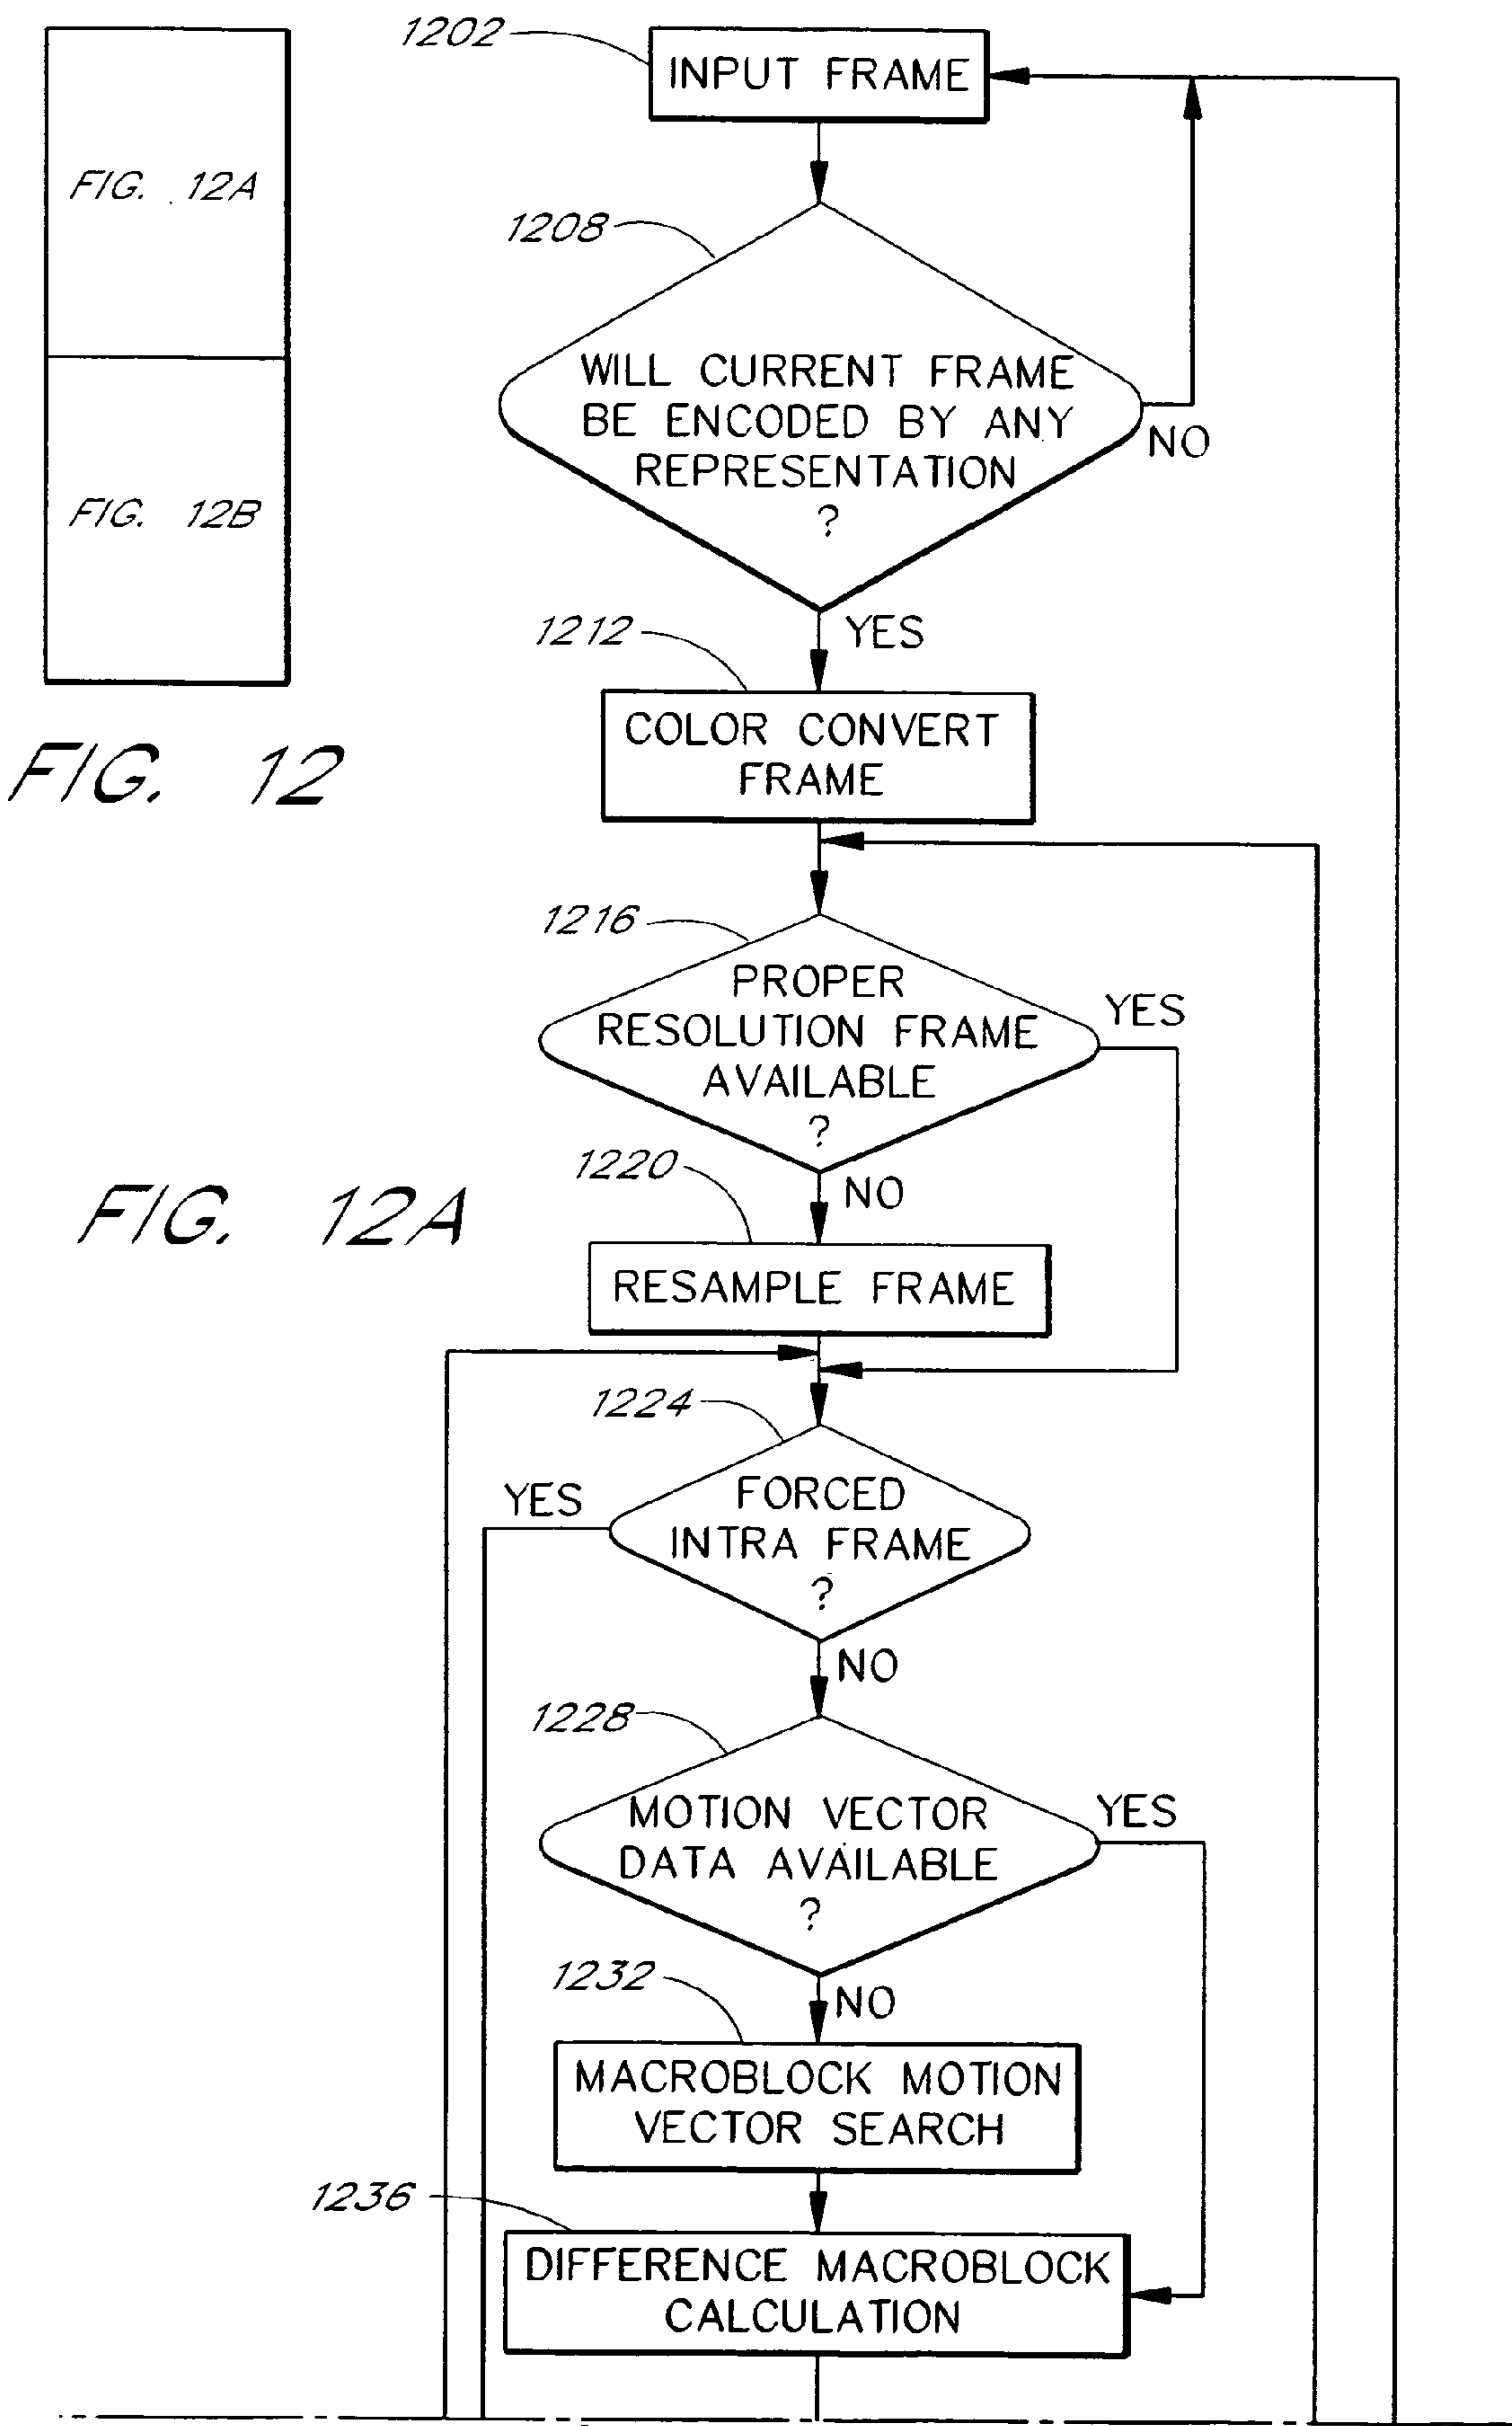 1202
INPUT FRAME
FIG. 12A
1208
WILL CURRENT FRAME
BE ENCODED BY ANY
REPRESENTATION
?
NO
FIG. 12B
YES
1212
COLOR CONVERT
FRAME
FIG. 12
1216
PROPER
RESOLUTION FRAME
AVAILABLE
?
YES
1220
NO
FIG. 12A
RESAMPLE FRAME
1224
YES
FORCED
INTRA FRAME
?
NO
1228
MOTION VECTOR
DATA AVAILABLE
?
YES
1232
NO
MACROBLOCK MOTION
VECTOR SEARCH
1236
DIFFERENCE MACROBLOCK
CALCULATION